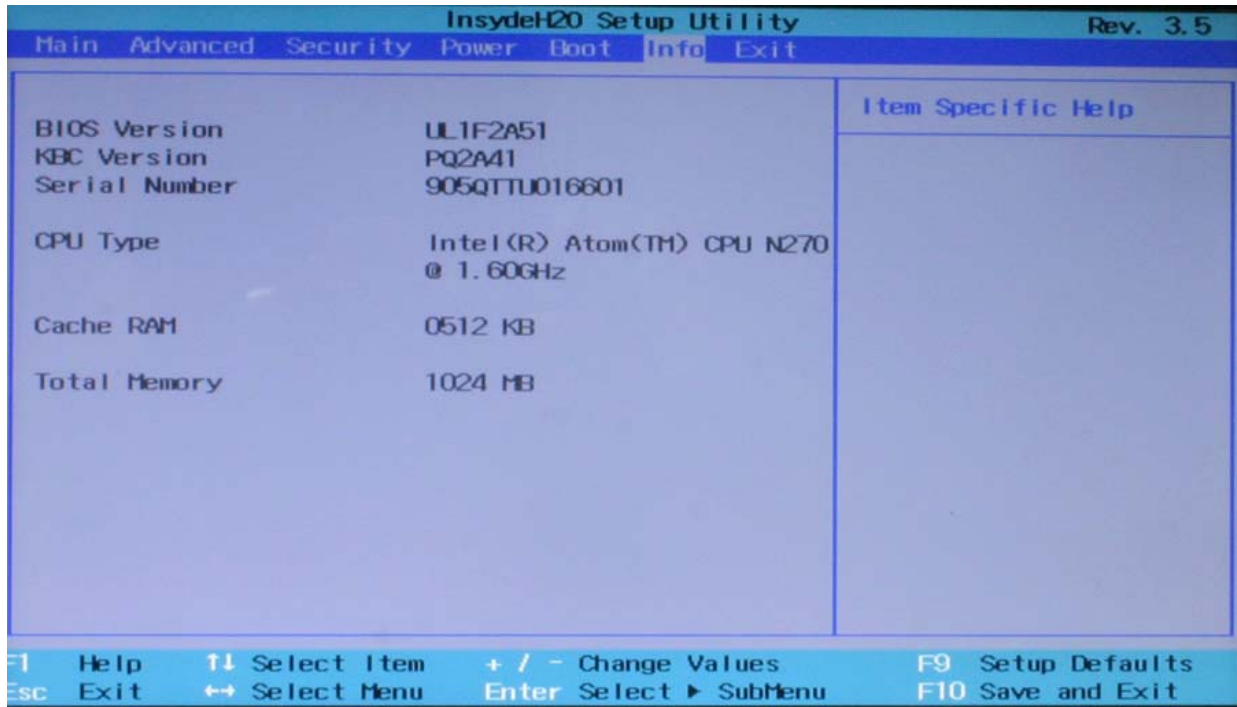 InsydeH2O Setup Utility Rev. 3.5
Main Advanced Security Power Boot Info Exit
Item Specific Help
BIOS Version UL1F2A51
KBC Version PQ2A41
Serial Number 905QTTU016601
CPU Type Intel(R) Atom(TM) CPU N270
@ 1.60GHz
Cache RAM 0512 KB
Total Memory 1024 MB
F1 Help ↑↓ Select Item + / - Change Values F9 Setup Defaults
Esc Exit ←→ Select Menu Enter Select ▶ SubMenu F10 Save and Exit